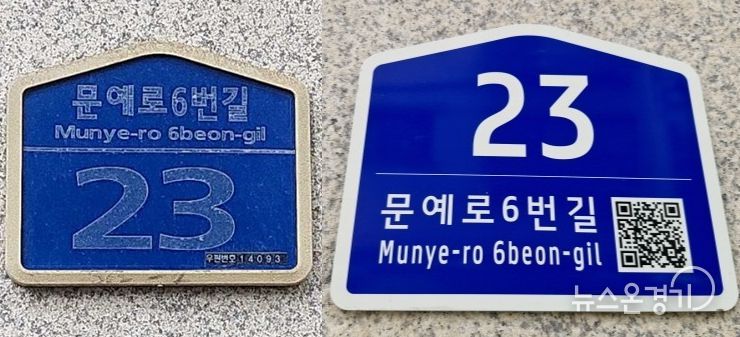 문예로6번길
Munye-ro 6beon-gil
23
우편번호 14093
23
문예로6번길
Munye-ro 6beon-gil
뉴스온경기